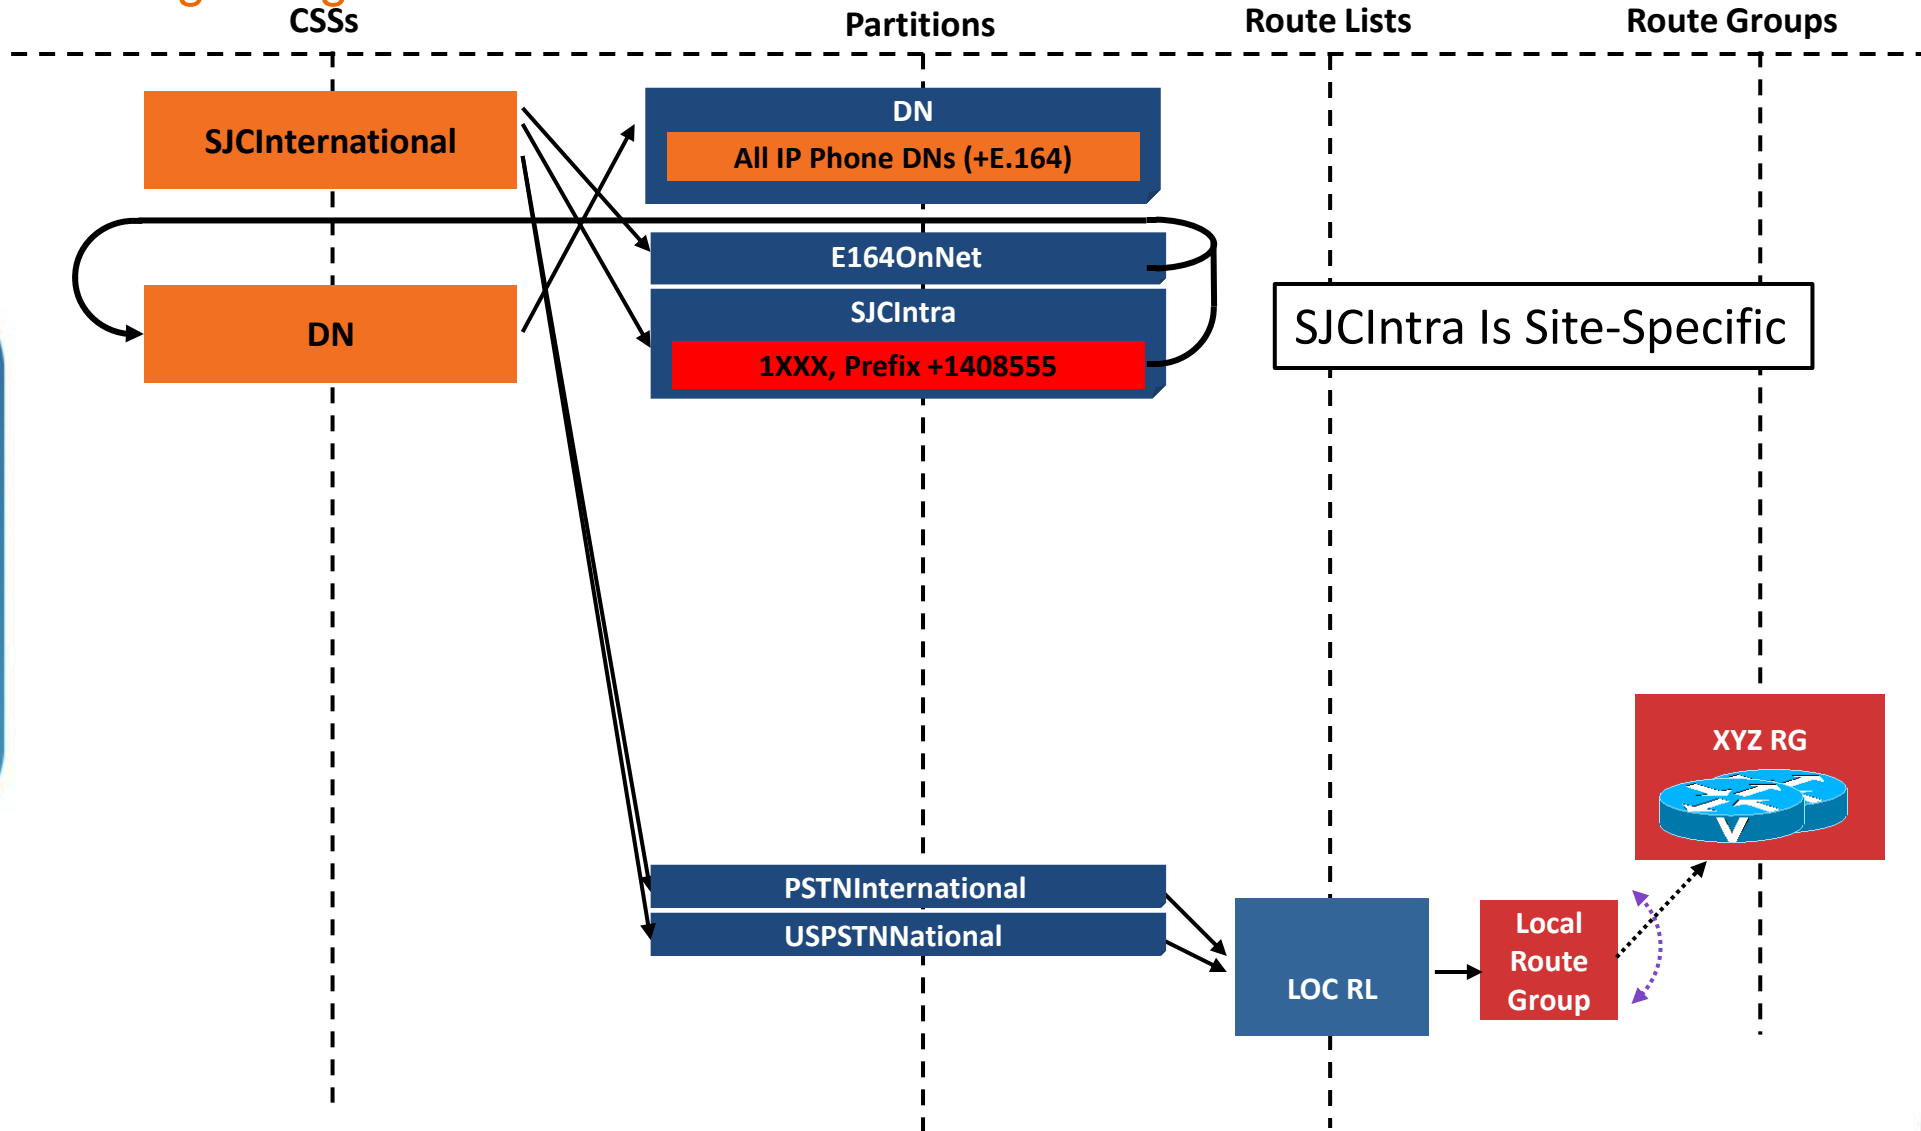 CSSs
Partitions
Route Lists
Route Groups
SJCInternational
DN
All IP Phone DNs (+E.164)
E164OnNet
DN
SJCIntra
1XXX, Prefix +1408555
SJCIntra Is Site-Specific
XYZ RG
V
PSTNInternational
USPSTNNational
LOC RL
Local
Route
Group